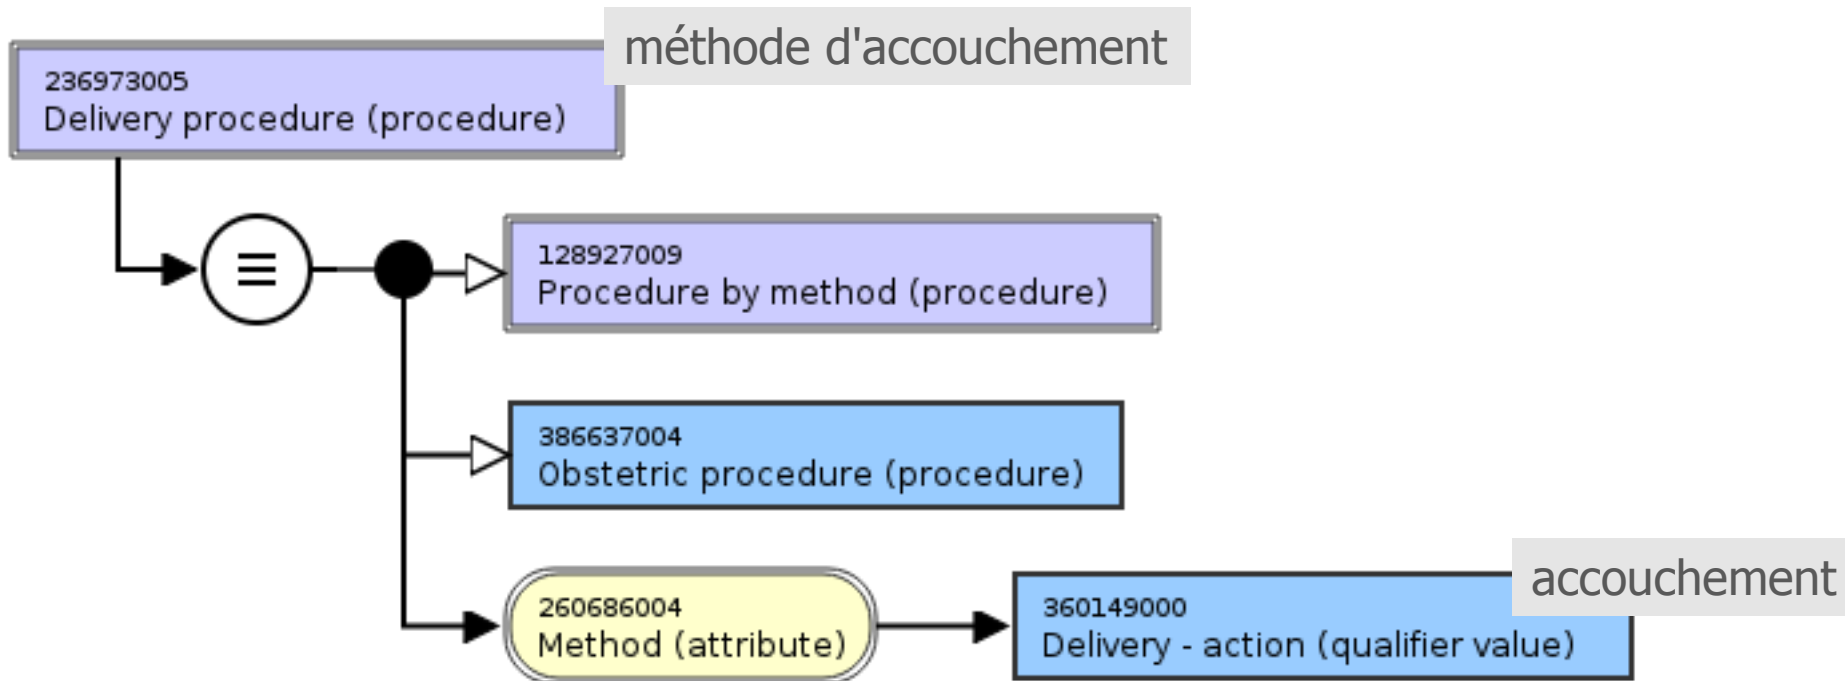 méthode d'accouchement
236973005
Delivery procedure (procedure)
128927009
Procedure by method (procedure)
386637004
Obstetric procedure (procedure)
accouchement
260686004
Method (attribute)
360149000
Delivery - action (qualifier value)